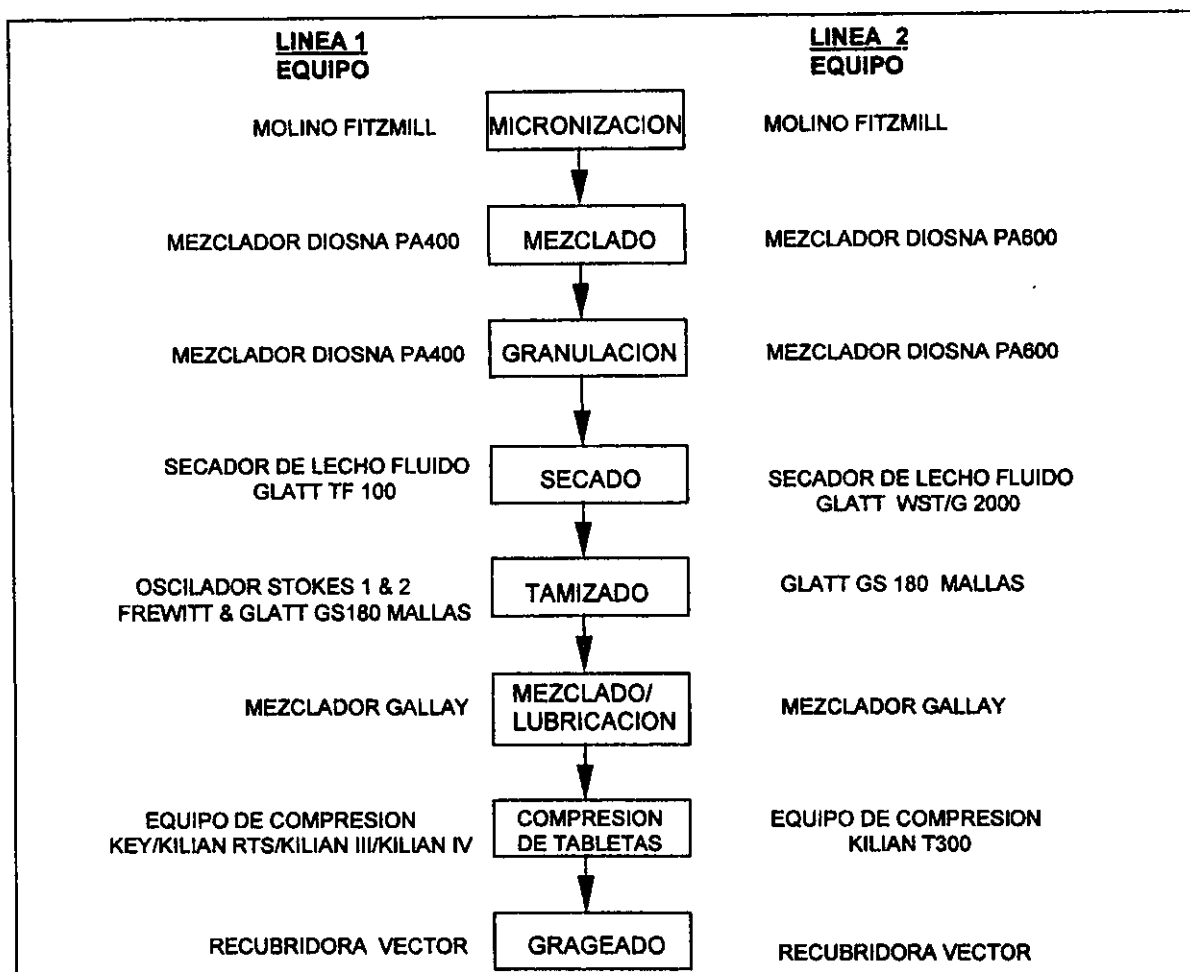 LINEA 1
EQUIPO
LINEA 2
EQUIPO
MOLINO FITZMILL
MICRONIZACION
MOLINO FITZMILL
MEZCLADOR DIOSNA PA400
MEZCLADO
MEZCLADOR DIOSNA PA600
MEZCLADOR DIOSNA PA400
GRANULACION
MEZCLADOR DIOSNA PA600
SECADOR DE LECHO FLUIDO
GLATT TF 100
SECADO
SECADOR DE LECHO FLUIDO
GLATT WST/G 2000
OSCILADOR STOKES 1 & 2
FREWITT & GLATT GS180 MALLAS
TAMIZADO
GLATT GS 180 MALLAS
MEZCLADOR GALLAY
MEZCLADO/
LUBRICACION
MEZCLADOR GALLAY
EQUIPO DE COMPRESION
KEY/KILIAN RTS/KILIAN III/KILIAN IV
COMPRESION
DE TABLETAS
EQUIPO DE COMPRESION
KILIAN T300
RECUBRIDORA VECTOR
GRAGEADO
RECUBRIDORA VECTOR